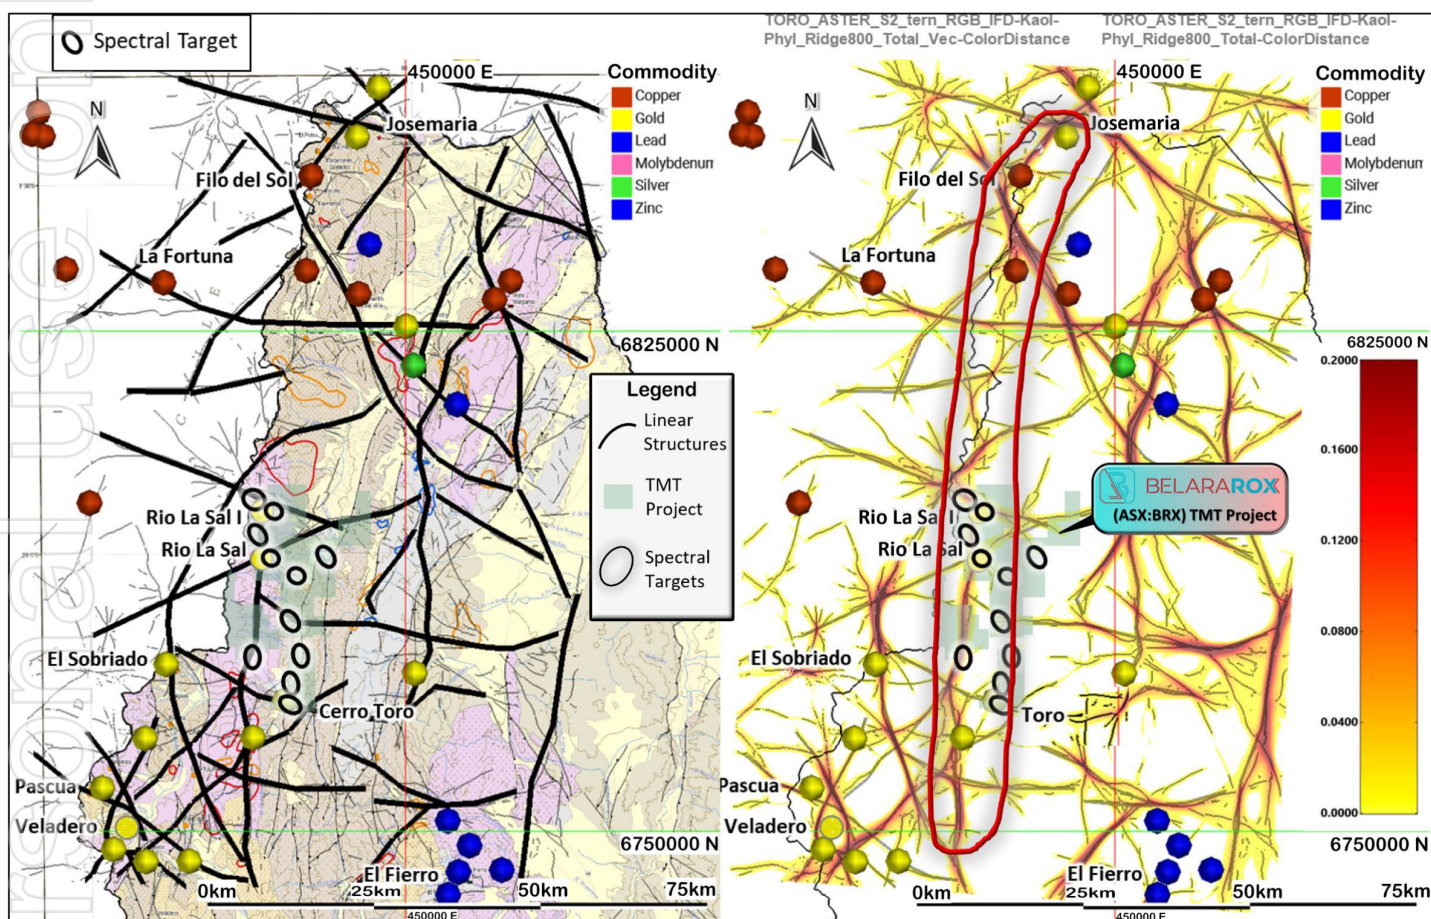 Spectral Target
N
450000 E
Commodity
Copper
Gold
Lead
Molybdenum
Silver
Zinc
Josemaria
Filo del Sol
La Fortuna
6825000 N
Legend
Linear
Structures
TMT
Project
Spectral
Targets
Rio La Sal I
Rio La Sal
El Sobriado
Cerro Toro
Pascua
Veladero
El Fierro
6750000 N
0km
25km
50km
75km
450000 E
TORO_ASTER_S2_tern_RGB_IFD-Kaol-
Phyl_Ridge800_Total_Vec-ColorDistance
TORO_ASTER_S2_tern_RGB_IFD-Kaol-
Phyl_Ridge800_Total-ColorDistance
N
450000 E
Commodity
Copper
Gold
Lead
Molybdenum
Silver
Zinc
Josemaria
Filo del Sol
La Fortuna
6825000 N
0.2000
0.1600
0.1200
0.0800
0.0400
0.0000
BELARAROX
(ASX:BRX) TMT Project
Rio La Sal I
Rio La Sal
El Sobriado
Toro
Pascua
Veladero
El Fierro
6750000 N
0km
25km
50km
75km
450000 E